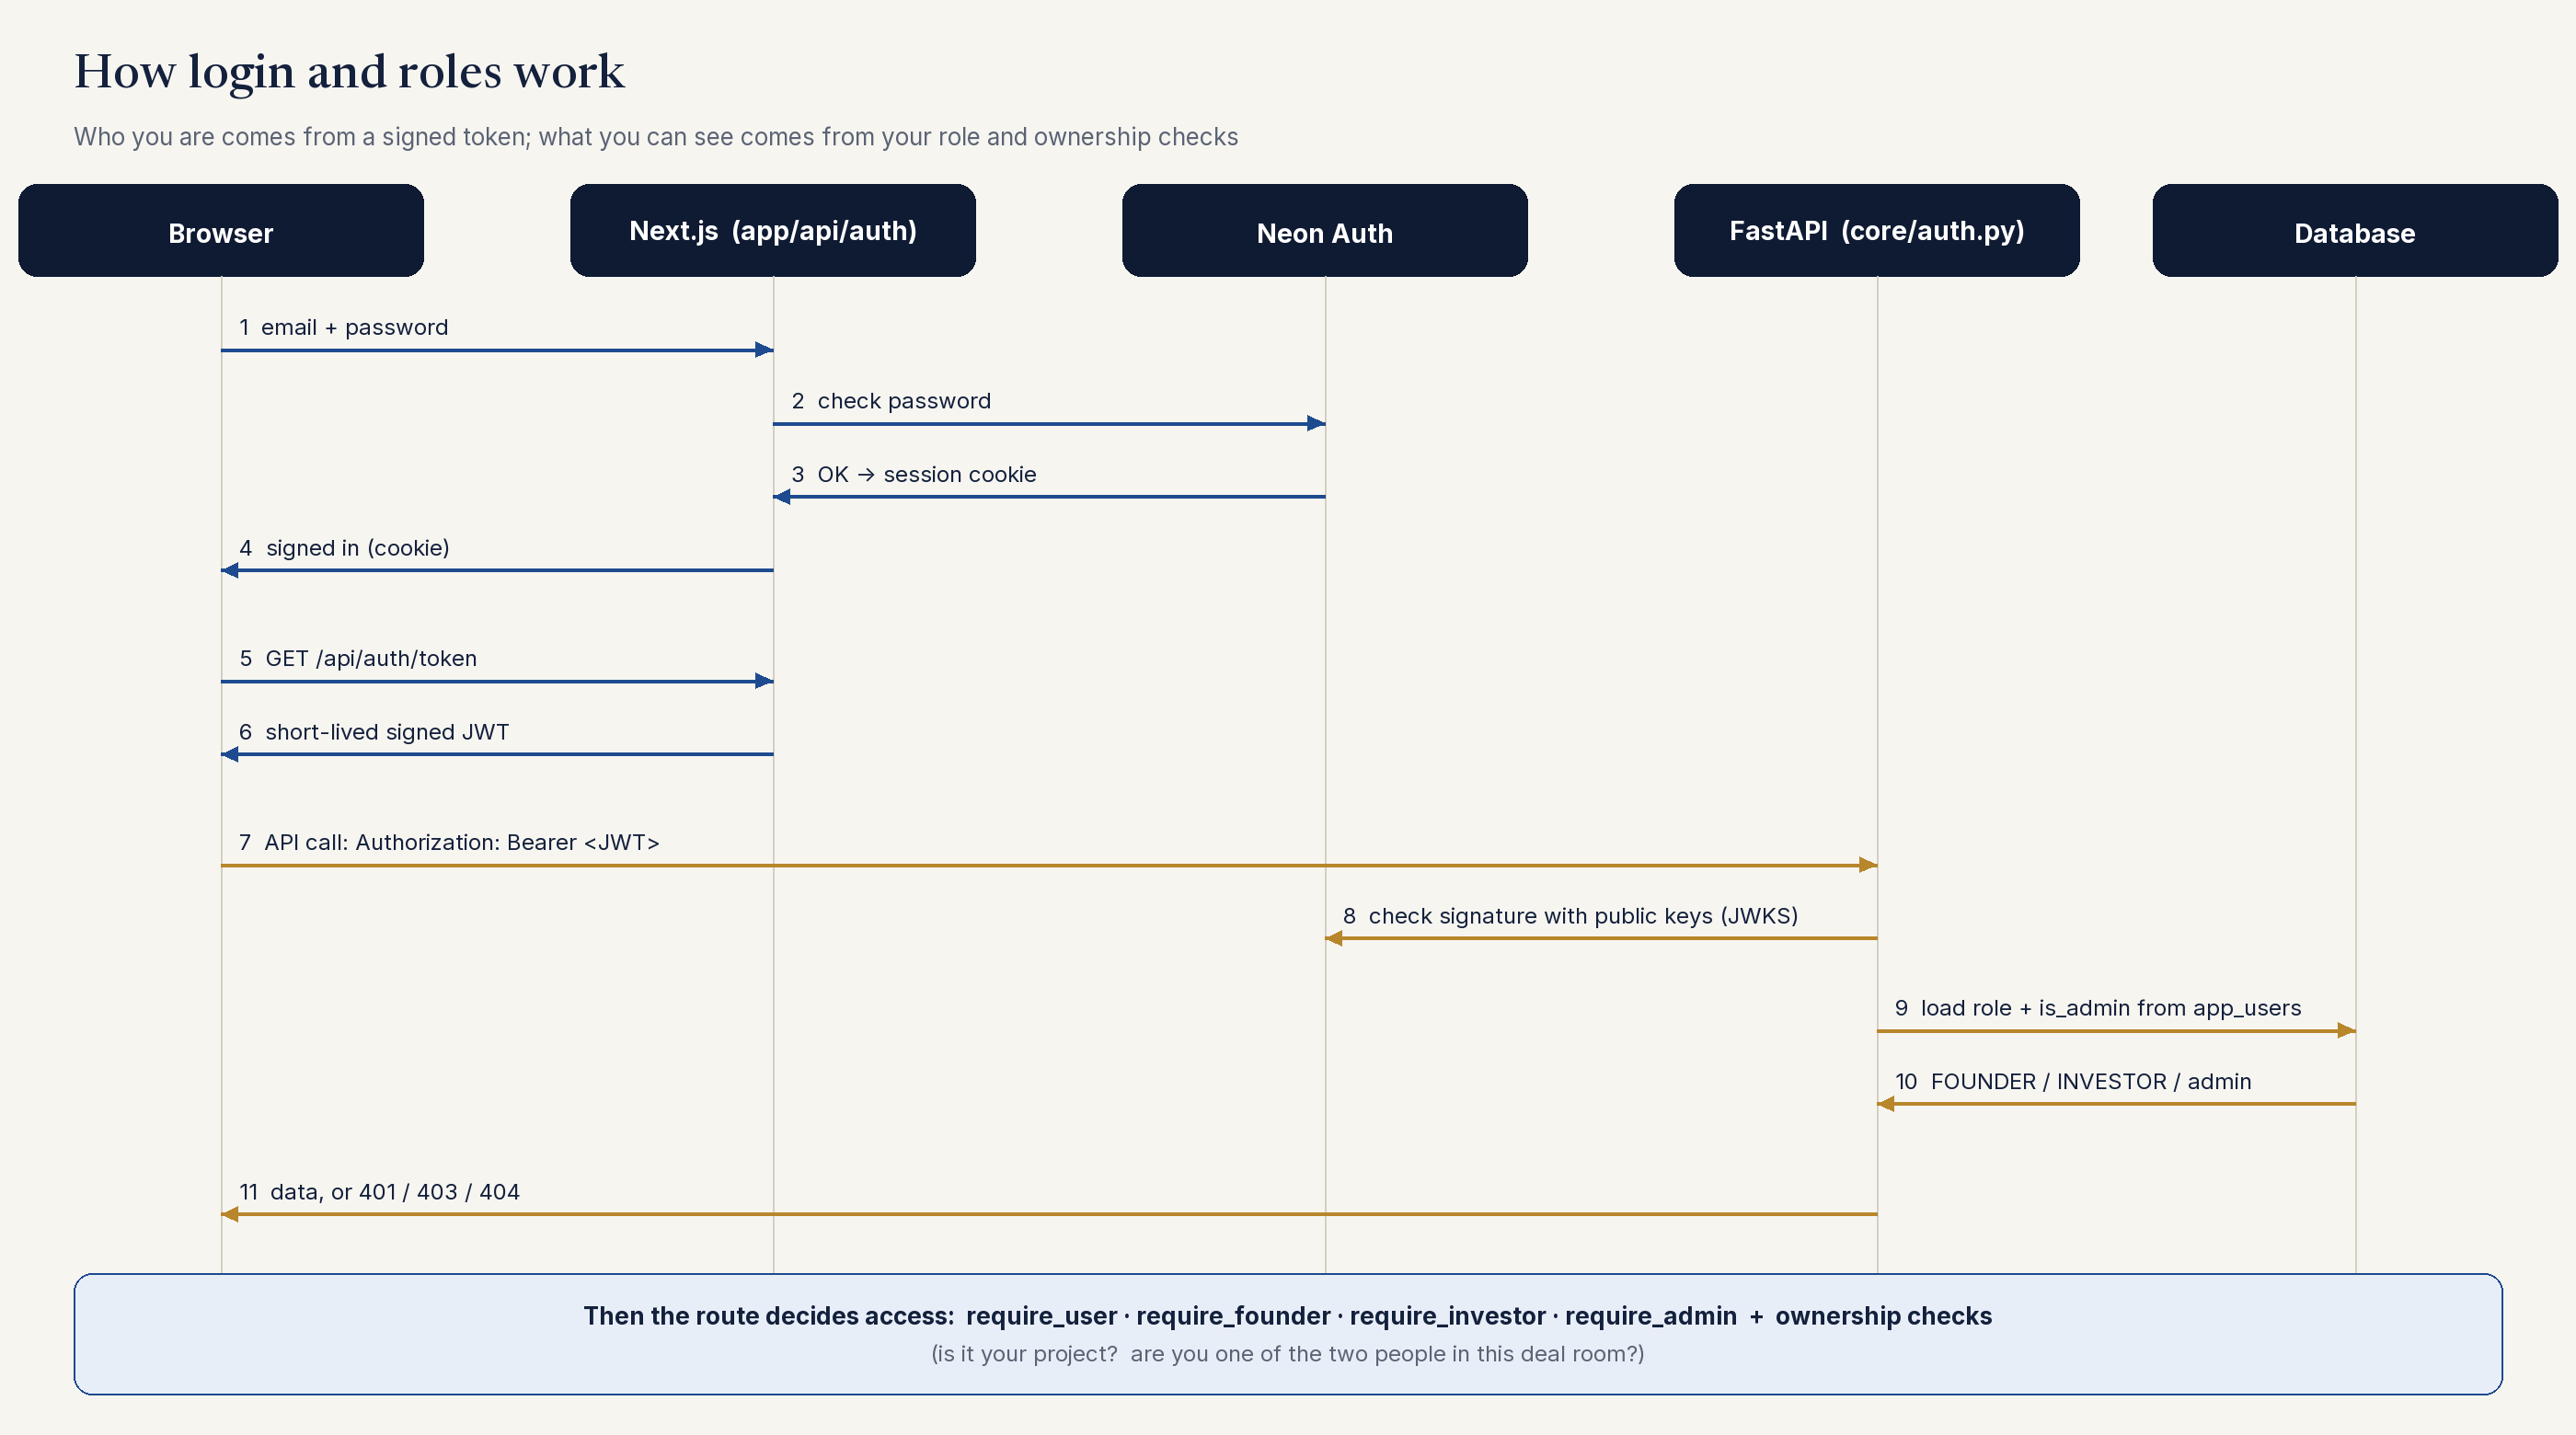 How login and roles work
Who you are comes from a signed token; what you can see comes from your role and ownership checks
Browser
Next.js (app/api/auth)
Neon Auth
FastAPI (core/auth.py)
Database
1 email + password
2 check password
3 OK → session cookie
4 signed in (cookie)
5 GET /api/auth/token
6 short-lived signed JWT
7 API call: Authorization: Bearer <JWT>
8 check signature with public keys (JWKS)
9 load role + is_admin from app_users
10 FOUNDER / INVESTOR / admin
11 data, or 401 / 403 / 404
Then the route decides access: require_user · require_founder · require_investor · require_admin + ownership checks
(is it your project? are you one of the two people in this deal room?)